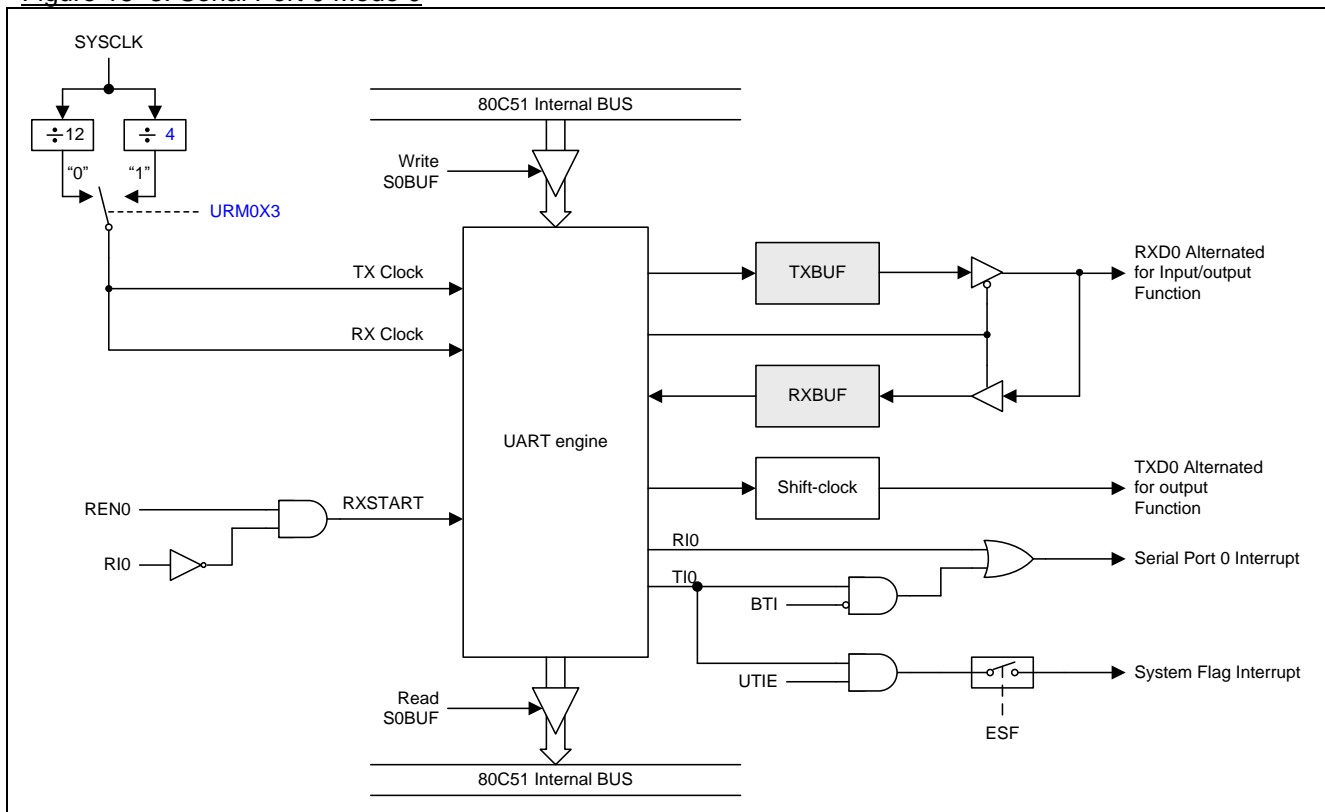 SYSCLK
÷12
÷ 4
"0"
"1"
URM0X3
80C51 Internal BUS
Write
S0BUF
TX Clock
RX Clock
UART engine
TXBUF
RXD0 Alternated
for Input/output
Function
RXBUF
Shift-clock
TXD0 Alternated
for output
Function
REN0
RXSTART
RI0
RI0
TI0
BTI
Serial Port 0 Interrupt
UTIE
System Flag Interrupt
ESF
Read
S0BUF
80C51 Internal BUS